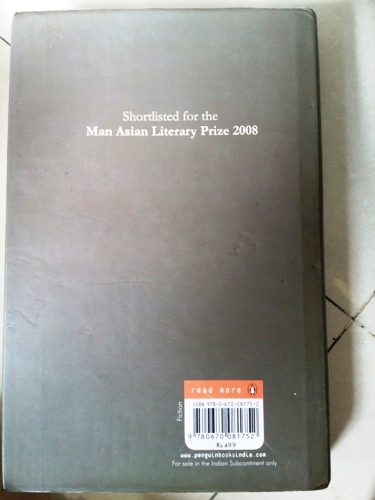 Shortlisted for the
Man Asian Literary Prize 2008
read more
Fiction
ISBN 978-0-670-08175-2
9 780670 081752
Rs 499
www.penguinbooksindia.com
For sale in the Indian Subcontinent only